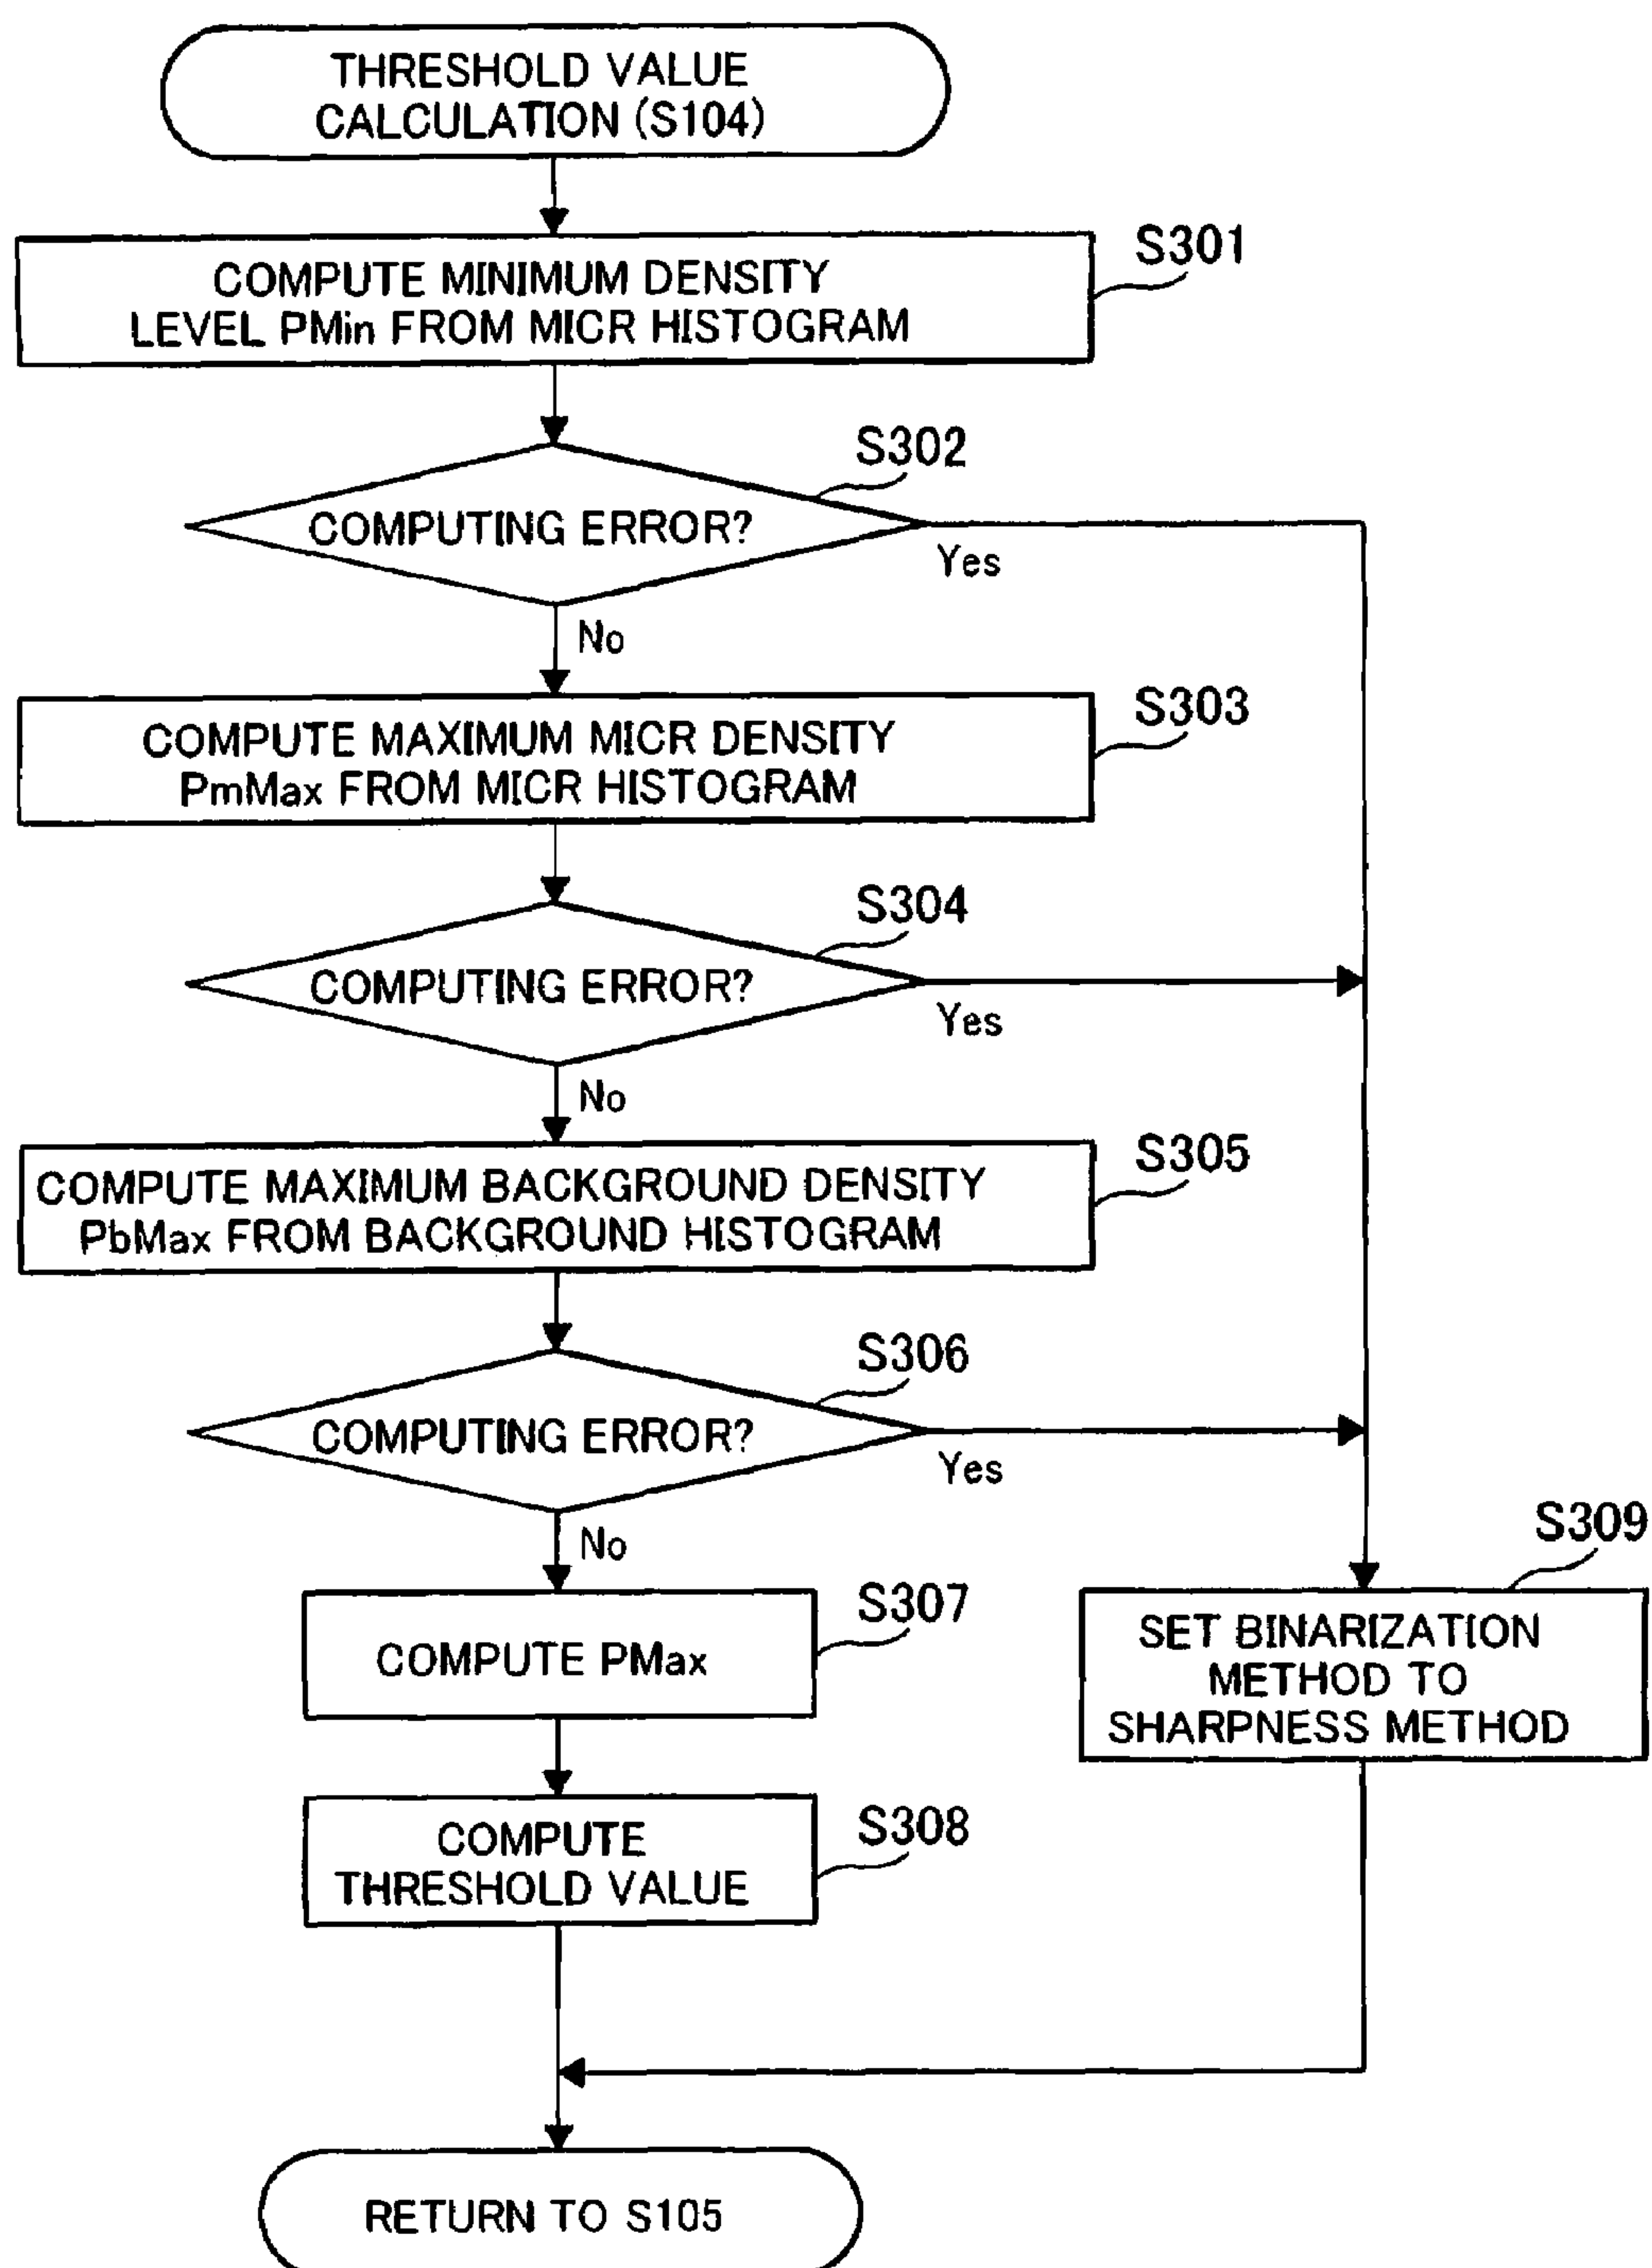 THRESHOLD VALUE
CALCULATION (S104)
S301
COMPUTE MINIMUM DENSITY
LEVEL PMin FROM MICR HISTOGRAM
S302
COMPUTING ERROR?
Yes
No
S303
COMPUTE MAXIMUM MICR DENSITY
PmMax FROM MICR HISTOGRAM
S304
COMPUTING ERROR?
Yes
No
S305
COMPUTE MAXIMUM BACKGROUND DENSITY
PbMax FROM BACKGROUND HISTOGRAM
S306
COMPUTING ERROR?
Yes
No
S307
COMPUTE PMax
S309
SET BINARIZATION
METHOD TO
SHARPNESS METHOD
S308
COMPUTE
THRESHOLD VALUE
RETURN TO S105